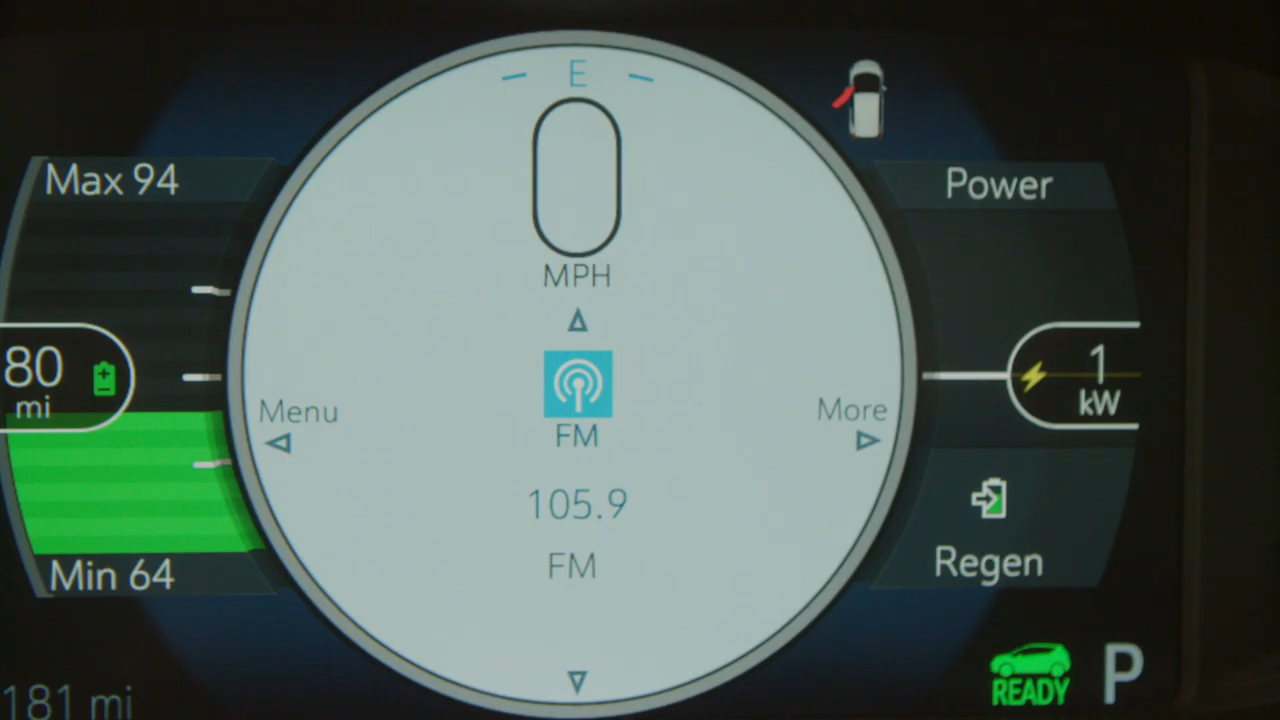 E
Max 94
Power
0
MPH
80
mi
1
kW
Menu
More
FM
105.9
FM
Regen
Min 64
READY
P
181 mi